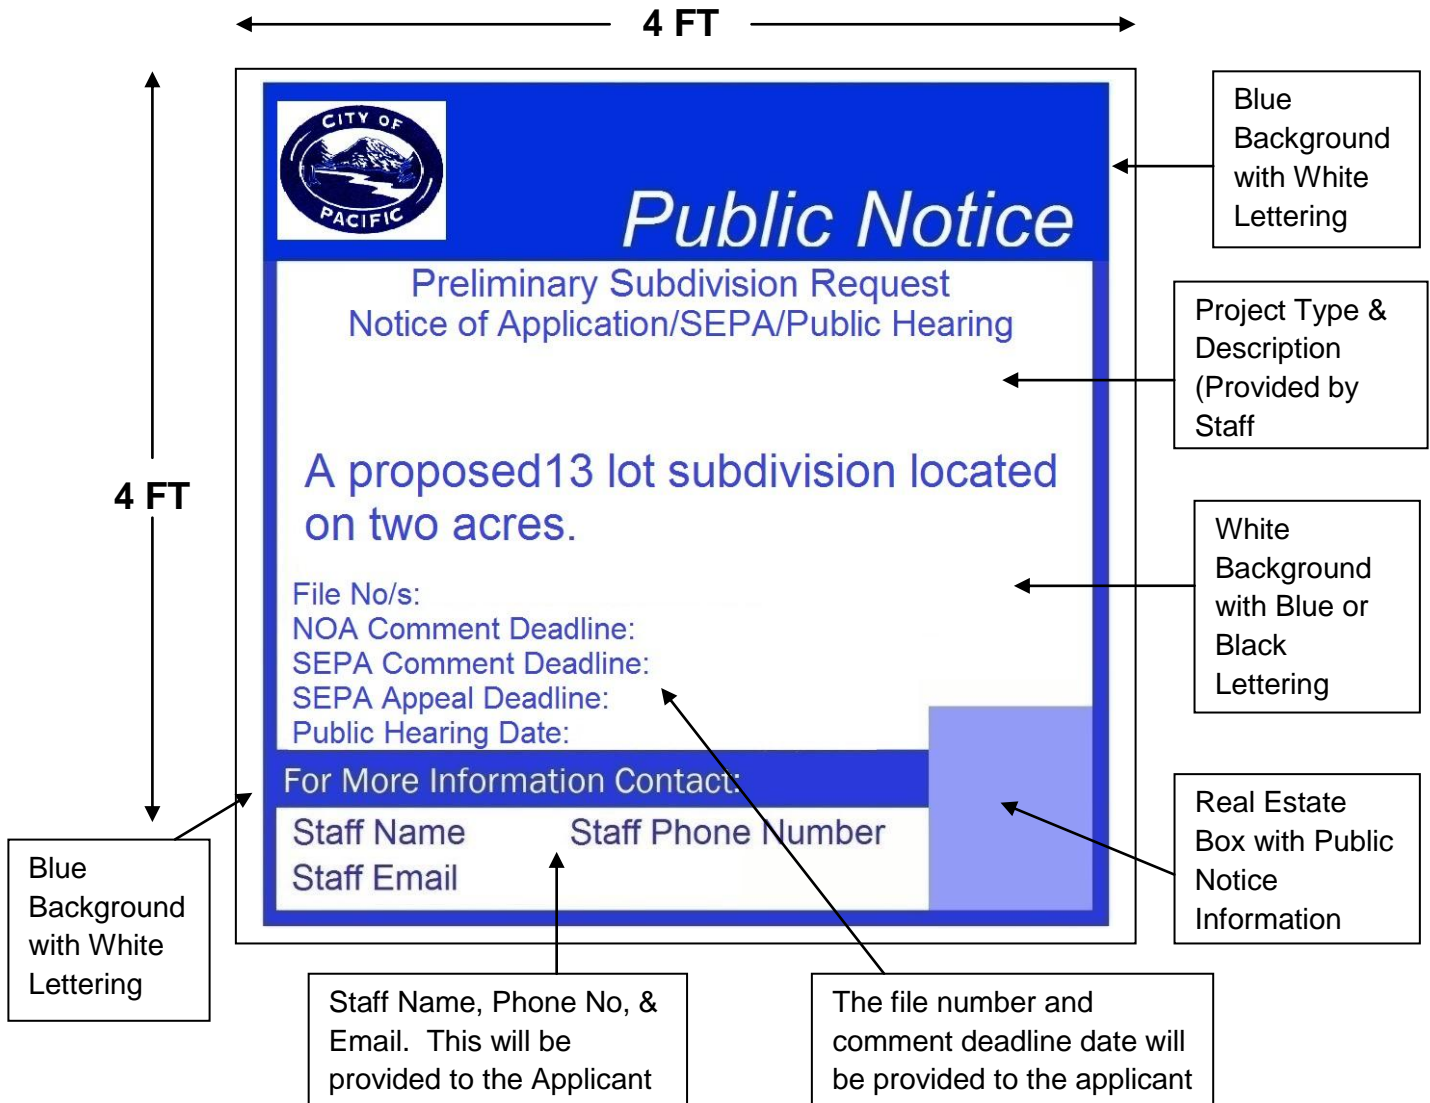 4 FT
4 FT
CITY OF
PACIFIC
Public Notice
Preliminary Subdivision Request
Notice of Application/SEPA/Public Hearing
A proposed13 lot subdivision located
on two acres.
File No/s:
NOA Comment Deadline:
SEPA Comment Deadline:
SEPA Appeal Deadline:
Public Hearing Date:
For More Information Contact:
Staff Name
Staff Phone Number
Staff Email
Blue
Background
with White
Lettering
Project Type &
Description
(Provided by
Staff
White
Background
with Blue or
Black
Lettering
Real Estate
Box with Public
Notice
Information
Blue
Background
with White
Lettering
Staff Name, Phone No, &
Email. This will be
provided to the Applicant
The file number and
comment deadline date will
be provided to the applicant